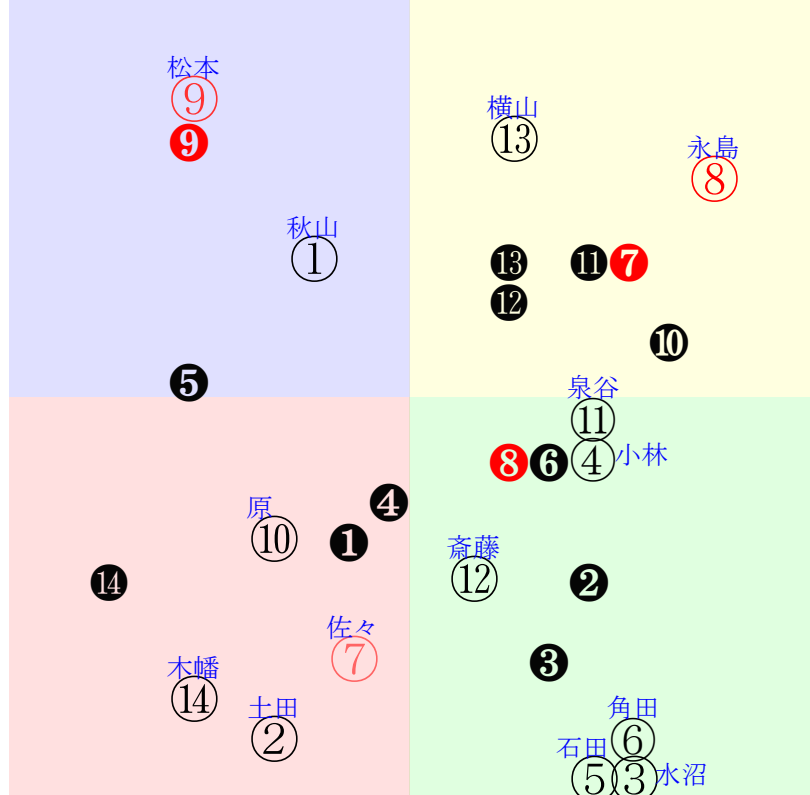 松本
⑨
❾
横山
⑬
永島
⑧
秋山
①
⓭
⓫
❼
⓬
❿
❺
泉谷
⑪
❽
❻
④
小林
❹
原
⑩
❶
斎藤
⑫
⓮
❷
佐々
⑦
❸
木幡
⑭
土田
②
角田
⑥
石田
⑤
③
水沼